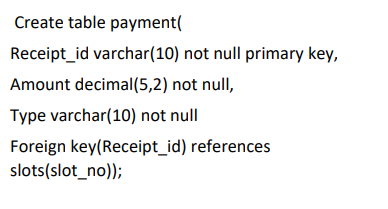 Create table payment(
Receipt_id varchar(10) not null primary key,
Amount decimal(5,2) not null,
Type varchar(10) not null
Foreign key(Receipt_id) references
slots(slot_no));